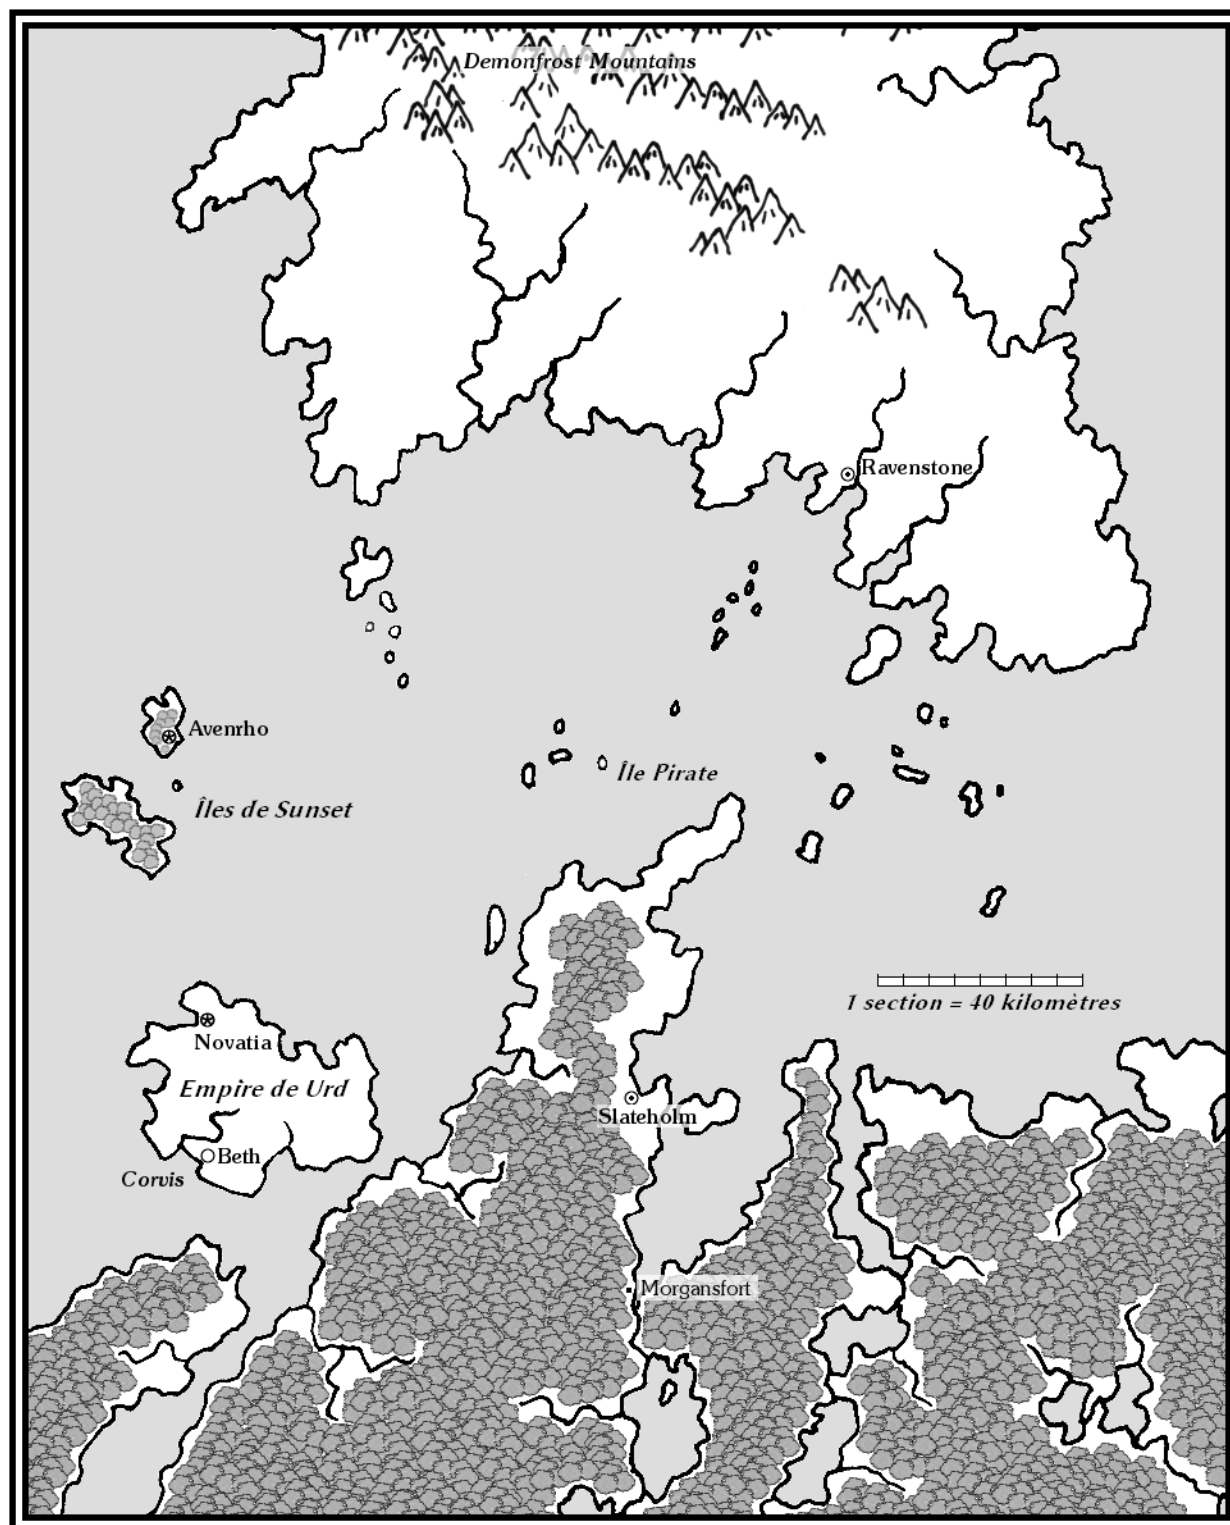 Demonfrost Mountains
Ravenstone
Avenrho
Île Pirate
Îles de Sunset
1 section = 40 kilomètres
Novatia
Empire de Urd
Slateholm
Beth
Corvis
Morgansfort